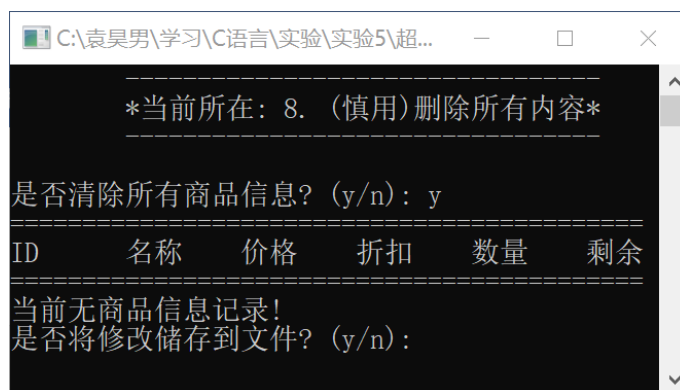 C:\袁昊男\学习\C语言\实验\实验5\超...
---------------------------------
*当前所在: 8. (慎用)删除所有内容*
---------------------------------
是否清除所有商品信息? (y/n): y
============================================
ID 名称 价格 折扣 数量 剩余
============================================
当前无商品信息记录!
是否将修改储存到文件? (y/n):